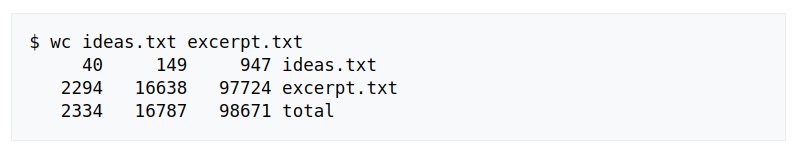 $ wc ideas.txt excerpt.txt
     40     149     947 ideas.txt
   2294   16638   97724 excerpt.txt
   2334   16787   98671 total